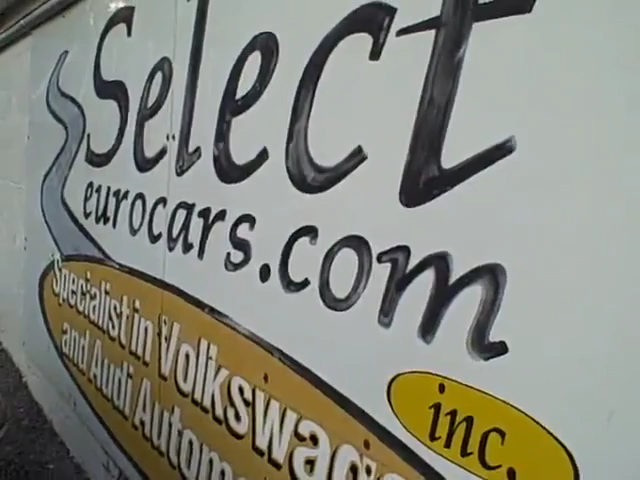 Select
eurocars.com
inc.
Specialist in Volkswag
and Audi Autom